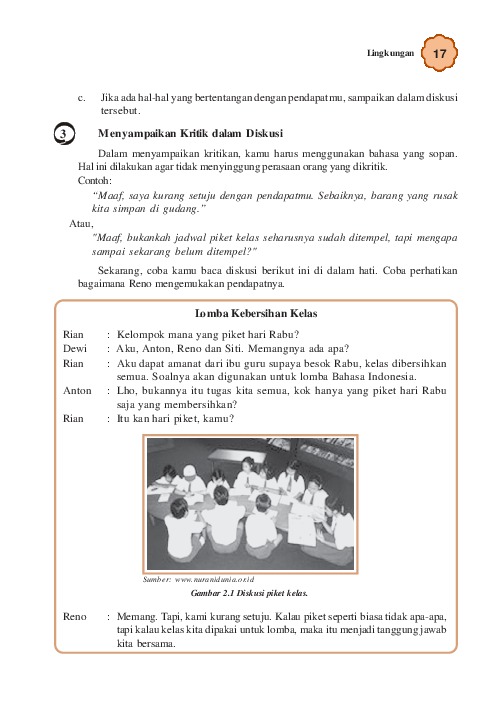 Lingkungan 17
c. Jika ada hal-hal yang bertentangan dengan pendapatmu, sampaikan dalam diskusi
tersebut.
3 Menyampaikan Kritik dalam Diskusi
Dalam menyampaikan kritikan, kamu harus menggunakan bahasa yang sopan.
Hal ini dilakukan agar tidak menyinggung perasaan orang yang dikritik.
Contoh:
“Maaf, saya kurang setuju dengan pendapatmu. Sebaiknya, barang yang rusak
kita simpan di gudang.”
Atau,
"Maaf, bukankah jadwal piket kelas seharusnya sudah ditempel, tapi mengapa
sampai sekarang belum ditempel?"
Sekarang, coba kamu baca diskusi berikut ini di dalam hati. Coba perhatikan
bagaimana Reno mengemukakan pendapatnya.
Lomba Kebersihan Kelas
Rian : Kelompok mana yang piket hari Rabu?
Dewi : Aku, Anton, Reno dan Siti. Memangnya ada apa?
Rian : Aku dapat amanat dari ibu guru supaya besok Rabu, kelas dibersihkan
semua. Soalnya akan digunakan untuk lomba Bahasa Indonesia.
Anton : Lho, bukannya itu tugas kita semua, kok hanya yang piket hari Rabu
saja yang membersihkan?
Rian : Itu kan hari piket, kamu?
Sumber: www.nuranidunia.or.id
Gambar 2.1 Diskusi piket kelas.
Reno : Memang. Tapi, kami kurang setuju. Kalau piket seperti biasa tidak apa-apa,
tapi kalau kelas kita dipakai untuk lomba, maka itu menjadi tanggung jawab
kita bersama.